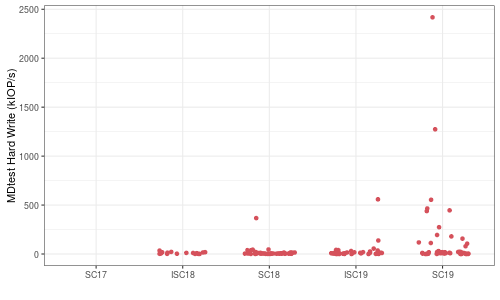 MDtest Hard Write (kIOP/s)
2500
2000
1500
1000
500
0
SC17
ISC18
SC18
ISC19
SC19